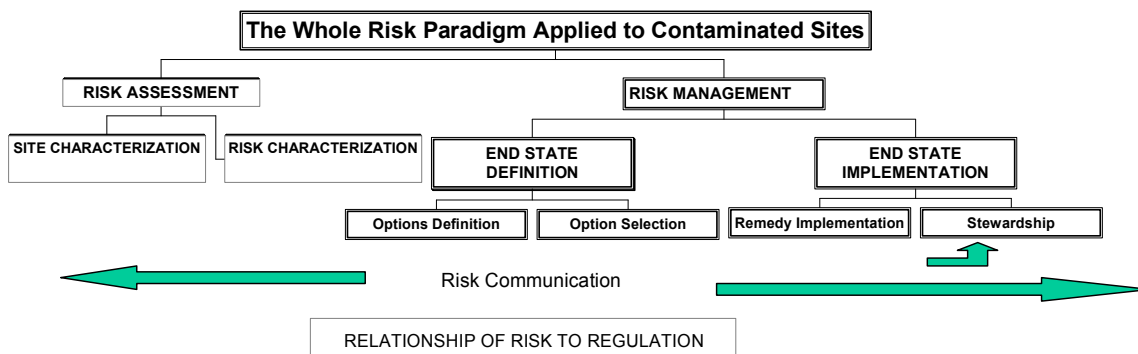 The Whole Risk Paradigm Applied to Contaminated Sites
RISK ASSESSMENT
RISK MANAGEMENT
SITE CHARACTERIZATION
RISK CHARACTERIZATION
END STATE
DEFINITION
END STATE
IMPLEMENTATION
Options Definition
Option Selection
Remedy Implementation
Stewardship
Risk Communication
RELATIONSHIP OF RISK TO REGULATION